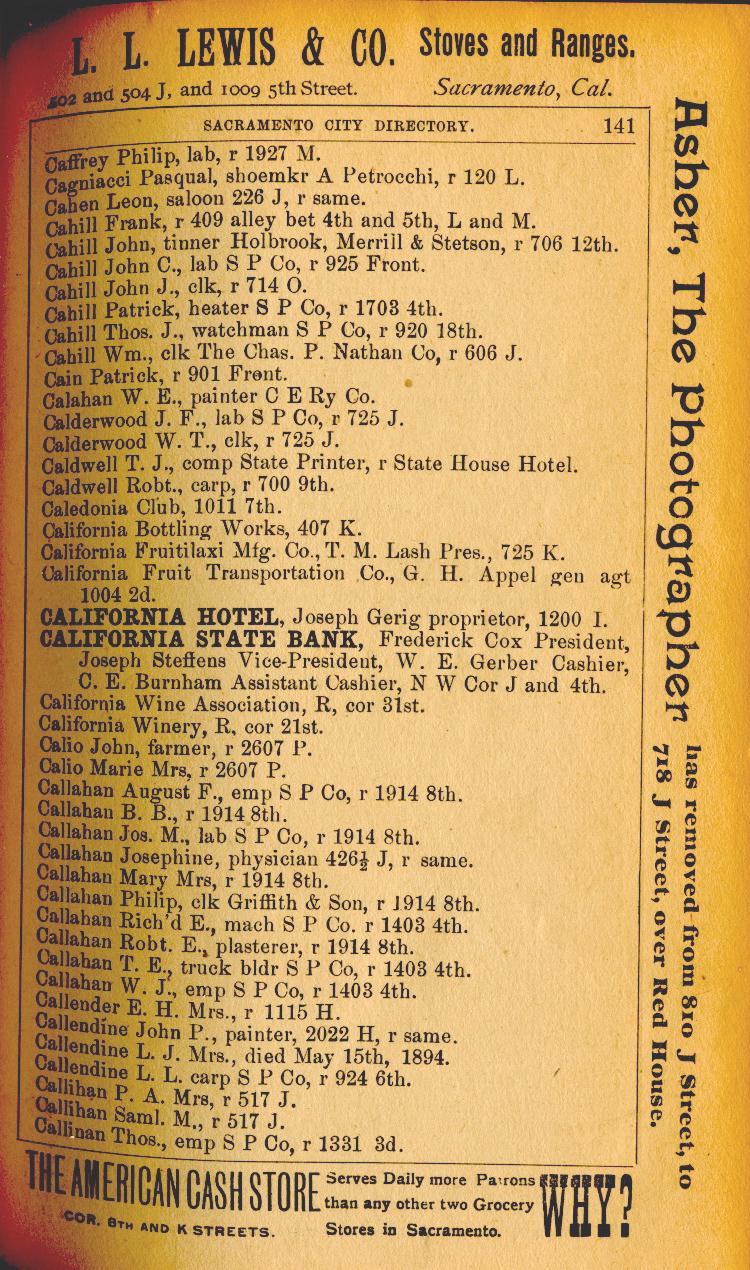 L. L. LEWIS & CO. Stoves and Ranges.
502 and 504 J, and 1009 5th Street. Sacramento, Cal.
SACRAMENTO CITY DIRECTORY. 141
Caffrey Philip, lab, r 1927 M.
Cagniacci Pasqual, shoemkr A Petrocchi, r 120 L.
Cahen Leon, saloon 226 J, r same.
Cahill Frank, r 409 alley bet 4th and 5th, L and M.
Cahill John, tinner Holbrook, Merrill & Stetson, r 706 12th.
Cahill John C., lab S P Co, r 925 Front.
Cahill John J., clk, r 714 O.
Cahill Patrick, heater S P Co, r 1703 4th.
Cahill Thos. J., watchman S P Co, r 920 18th.
Cahill Wm., clk The Chas. P. Nathan Co, r 606 J.
Cain Patrick, r 901 Front.
Calahan W. E., painter C E Ry Co.
Calderwood J. F., lab S P Co, r 725 J.
Calderwood W. T., clk, r 725 J.
Caldwell T. J., comp State Printer, r State House Hotel.
Caldwell Robt., carp, r 700 9th.
Caledonia Club, 1011 7th.
California Bottling Works, 407 K.
California Fruitilaxi Mfg. Co., T. M. Lash Pres., 725 K.
California Fruit Transportation Co., G. H. Appel gen agt
1004 2d.
CALIFORNIA HOTEL, Joseph Gerig proprietor, 1200 I.
CALIFORNIA STATE BANK, Frederick Cox President,
Joseph Steffens Vice-President, W. E. Gerber Cashier,
C. E. Burnham Assistant Cashier, N W Cor J and 4th.
California Wine Association, R, cor 31st.
California Winery, R, cor 21st.
Calio John, farmer, r 2607 P.
Calio Marie Mrs, r 2607 P.
Callahan August F., emp S P Co, r 1914 8th.
Callahan B. B., r 1914 8th.
Callahan Jos. M., lab S P Co, r 1914 8th.
Callahan Josephine, physician 426½ J, r same.
Callahan Mary Mrs, r 1914 8th.
Callahan Philip, clk Griffith & Son, r 1914 8th.
Callahan Rich'd E., mach S P Co. r 1403 4th.
Callahan Robt. E., plasterer, r 1914 8th.
Callahan T. E., truck bldr S P Co, r 1403 4th.
Callahan W. J., emp S P Co, r 1403 4th.
Callender E. H. Mrs., r 1115 H.
Callendine John P., painter, 2022 H, r same.
Callendine L. J. Mrs., died May 15th, 1894.
Callendine L. L. carp S P Co, r 924 6th.
Callihan P. A. Mrs, r 517 J.
Callihan Saml. M., r 517 J.
Callinan Thos., emp S P Co, r 1331 3d.
THE AMERICAN CASH STORE
COR. 8TH AND K STREETS.
Serves Daily more Patrons
than any other two Grocery
Stores in Sacramento.
WHY?
Asher, The Photographer
has removed from 810 J Street, to
718 J Street, over Red House.